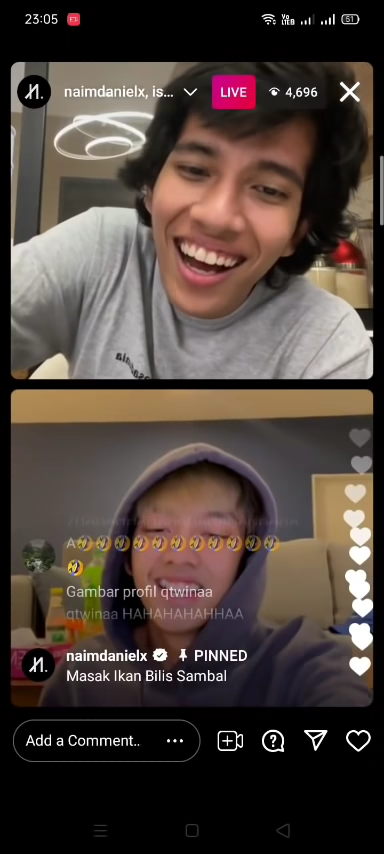 23:05
51
naimdanielx, is...
LIVE
4,696
A🤣🤣🤣🤣🤣🤣🤣🤣🤣🤣🤣
🤣
Gambar profil qtwinaa
qtwinaa HAHAHAHAHHAA
naimdanielx PINNED
Masak Ikan Bilis Sambal
Add a Comment..